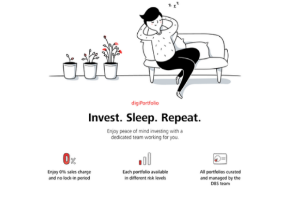 z z z
digiPortfolio
Invest. Sleep. Repeat.
Enjoy peace of mind investing with a
dedicated team working for you.
0%
Enjoy 0% sales charge
and no lock in period
Each portfolio available
in different risk levels
All portfolios curated
and managed by the
DBS team